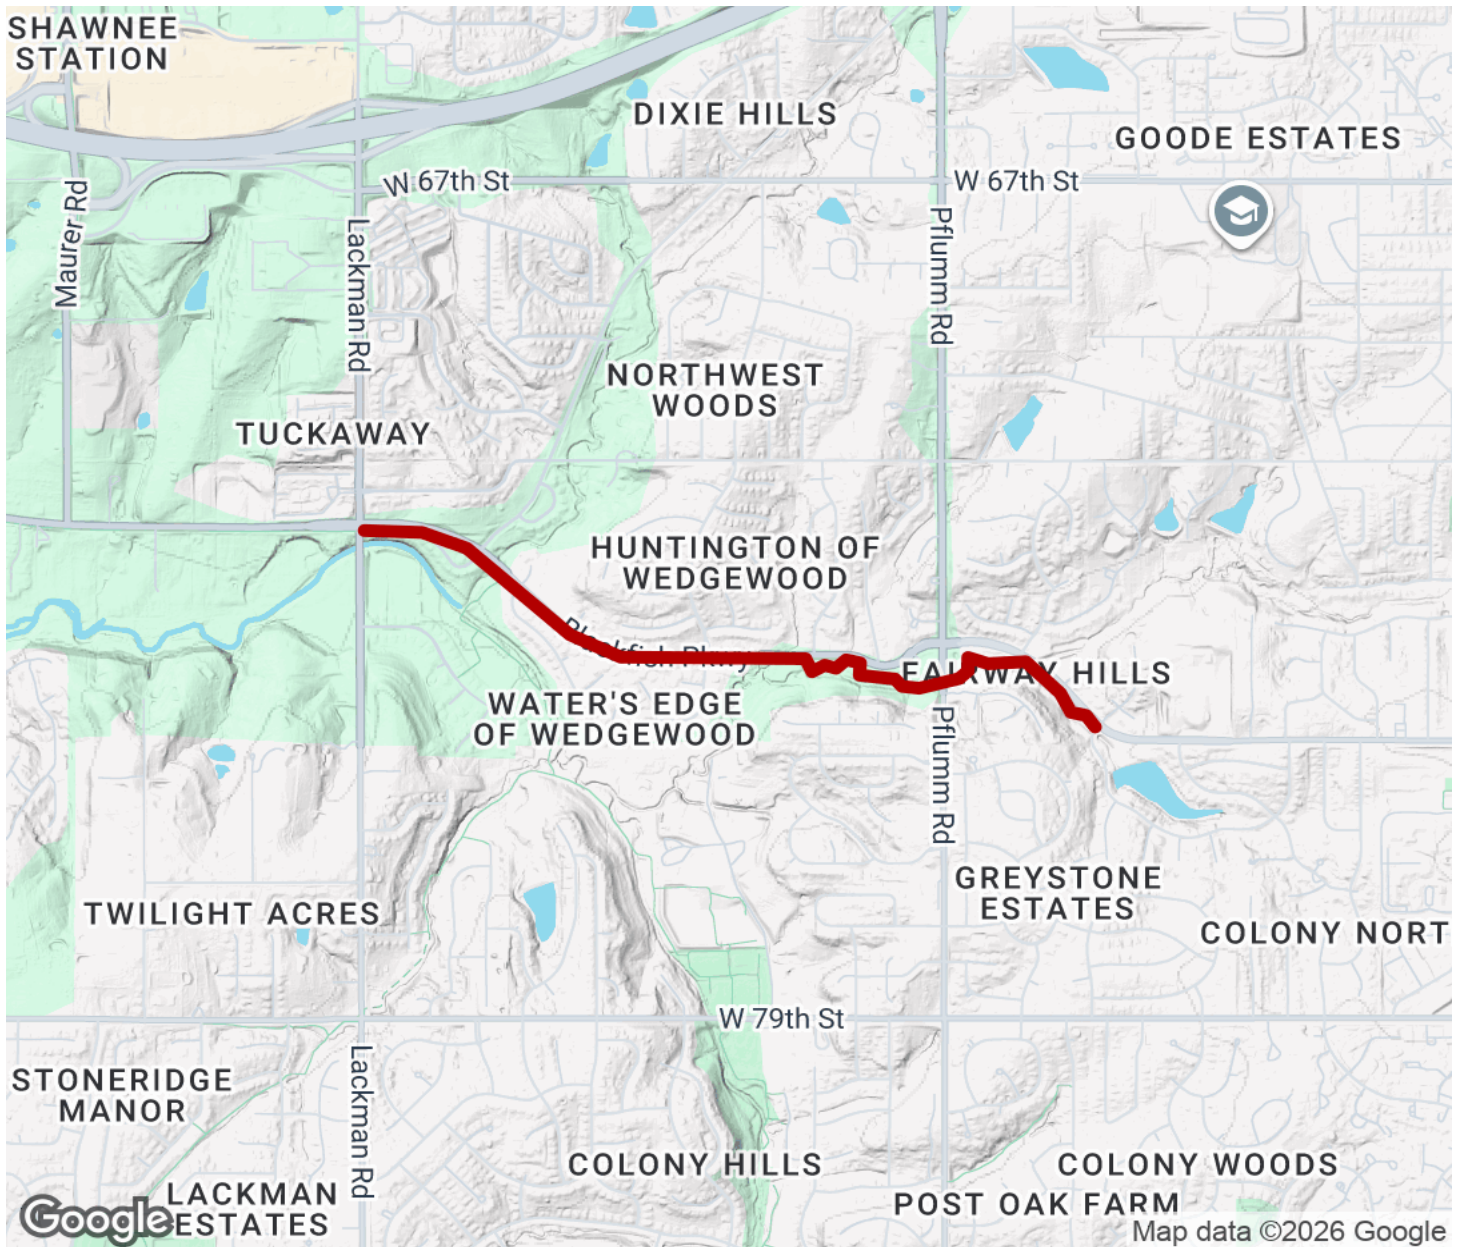 SHAWNEE
STATION
DIXIE HILLS
GOODE ESTATES
W 67th St
W 67th St
Maurer Rd
Lackman Rd
Pflumm Rd
NORTHWEST
WOODS
TUCKAWAY
HUNTINGTON OF
WEDGEWOOD
Pkwy
FAIRWAY HILLS
WATER'S EDGE
OF WEDGEWOOD
Pflumm Rd
GREYSTONE
ESTATES
TWILIGHT ACRES
COLONY NORT
W 79th St
STONERIDGE
MANOR
Lackman Rd
COLONY HILLS
COLONY WOODS
POST OAK FARM
LACKMAN
ESTATES
Google
Map data ©2026 Google